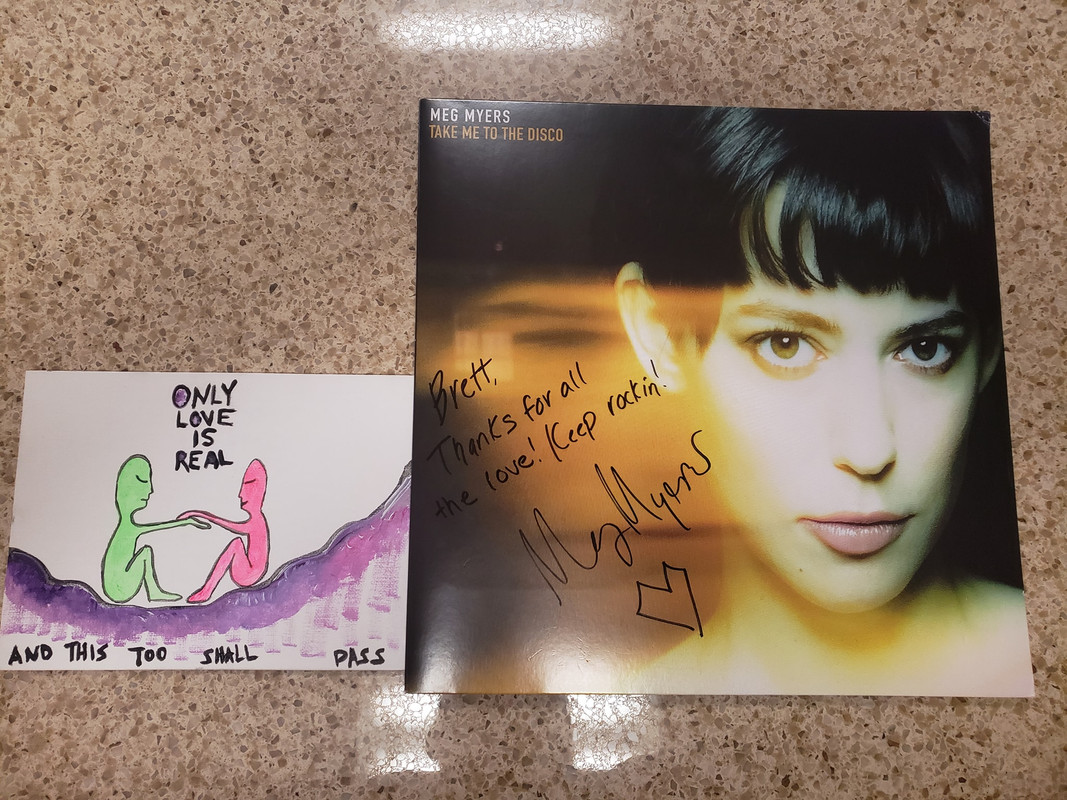 MEG MYERS
TAKE ME TO THE DISCO
Brett,
Thanks for all
the love! Keep rockin!
Meg Myers
ONLY
LOVE
IS
REAL
AND THIS TOO SHALL PASS